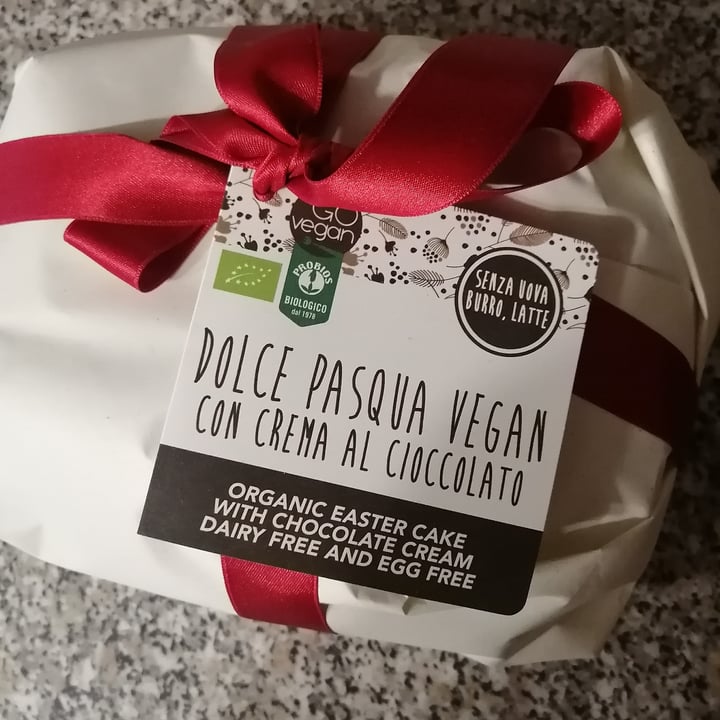 GO
vegan
PROBIOS
BIOLOGICO
dal 1978
SENZA UOVA
BURRO, LATTE
DOLCE PASQUA VEGAN
CON CREMA AL CIOCCOLATO
ORGANIC EASTER CAKE
WITH CHOCOLATE CREAM
DAIRY FREE AND EGG FREE